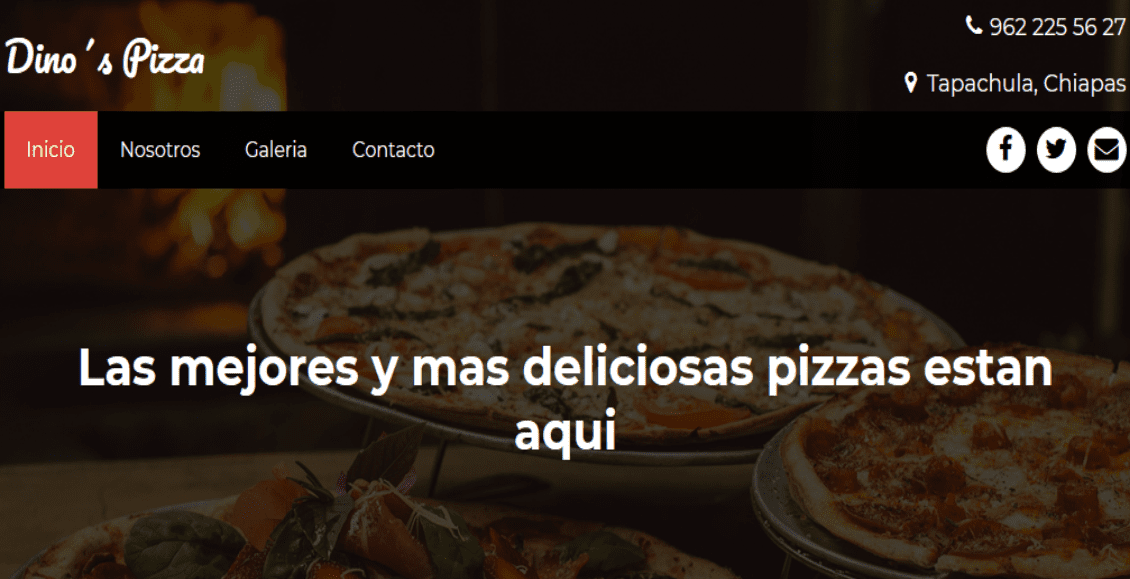 Dino´s Pizza
962 225 56 27
Tapachula, Chiapas
Inicio Nosotros Galeria Contacto
Las mejores y mas deliciosas pizzas estan
aqui